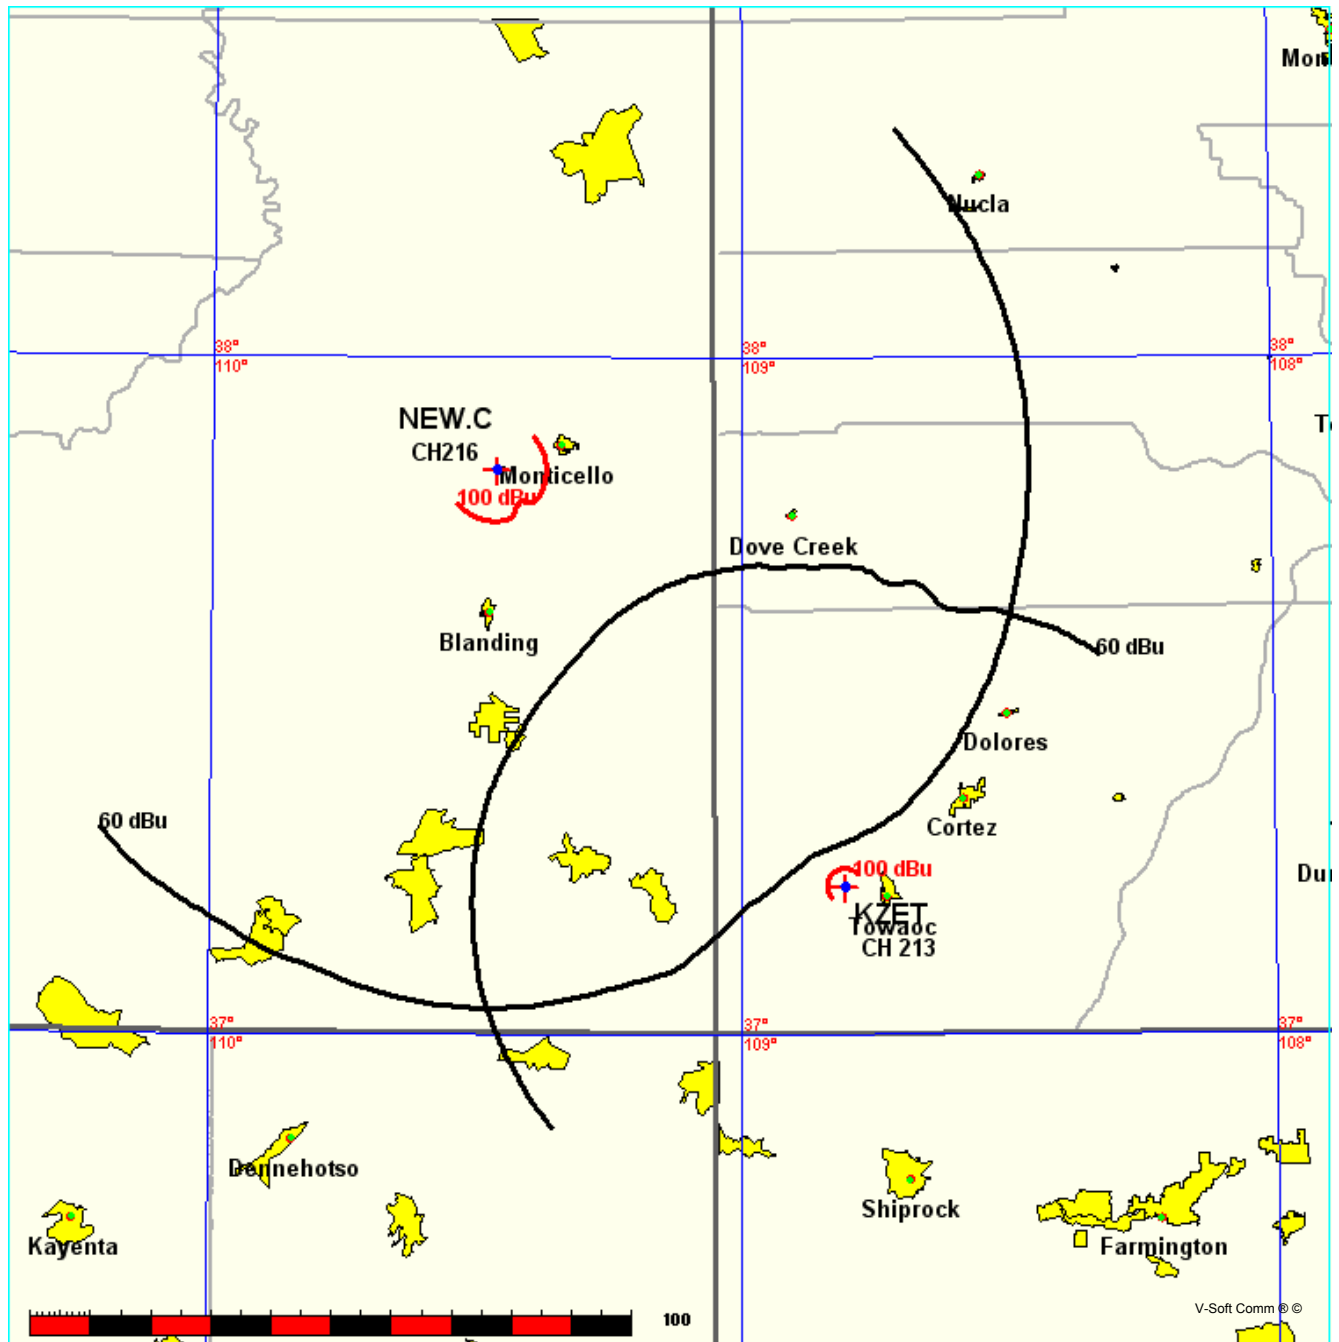 Mon
Nucla
38°
110°
38°
109°
38°
108°
NEW.C
CH216
Monticello
100 dBu
Dove Creek
Blanding
60 dBu
Dolores
60 dBu
Cortez
100 dBu
KZET
Towaoc
CH 213
Dur
37°
110°
37°
109°
37°
108°
Dennehotso
Kayenta
Shiprock
Farmington
100
V-Soft Comm ® ©